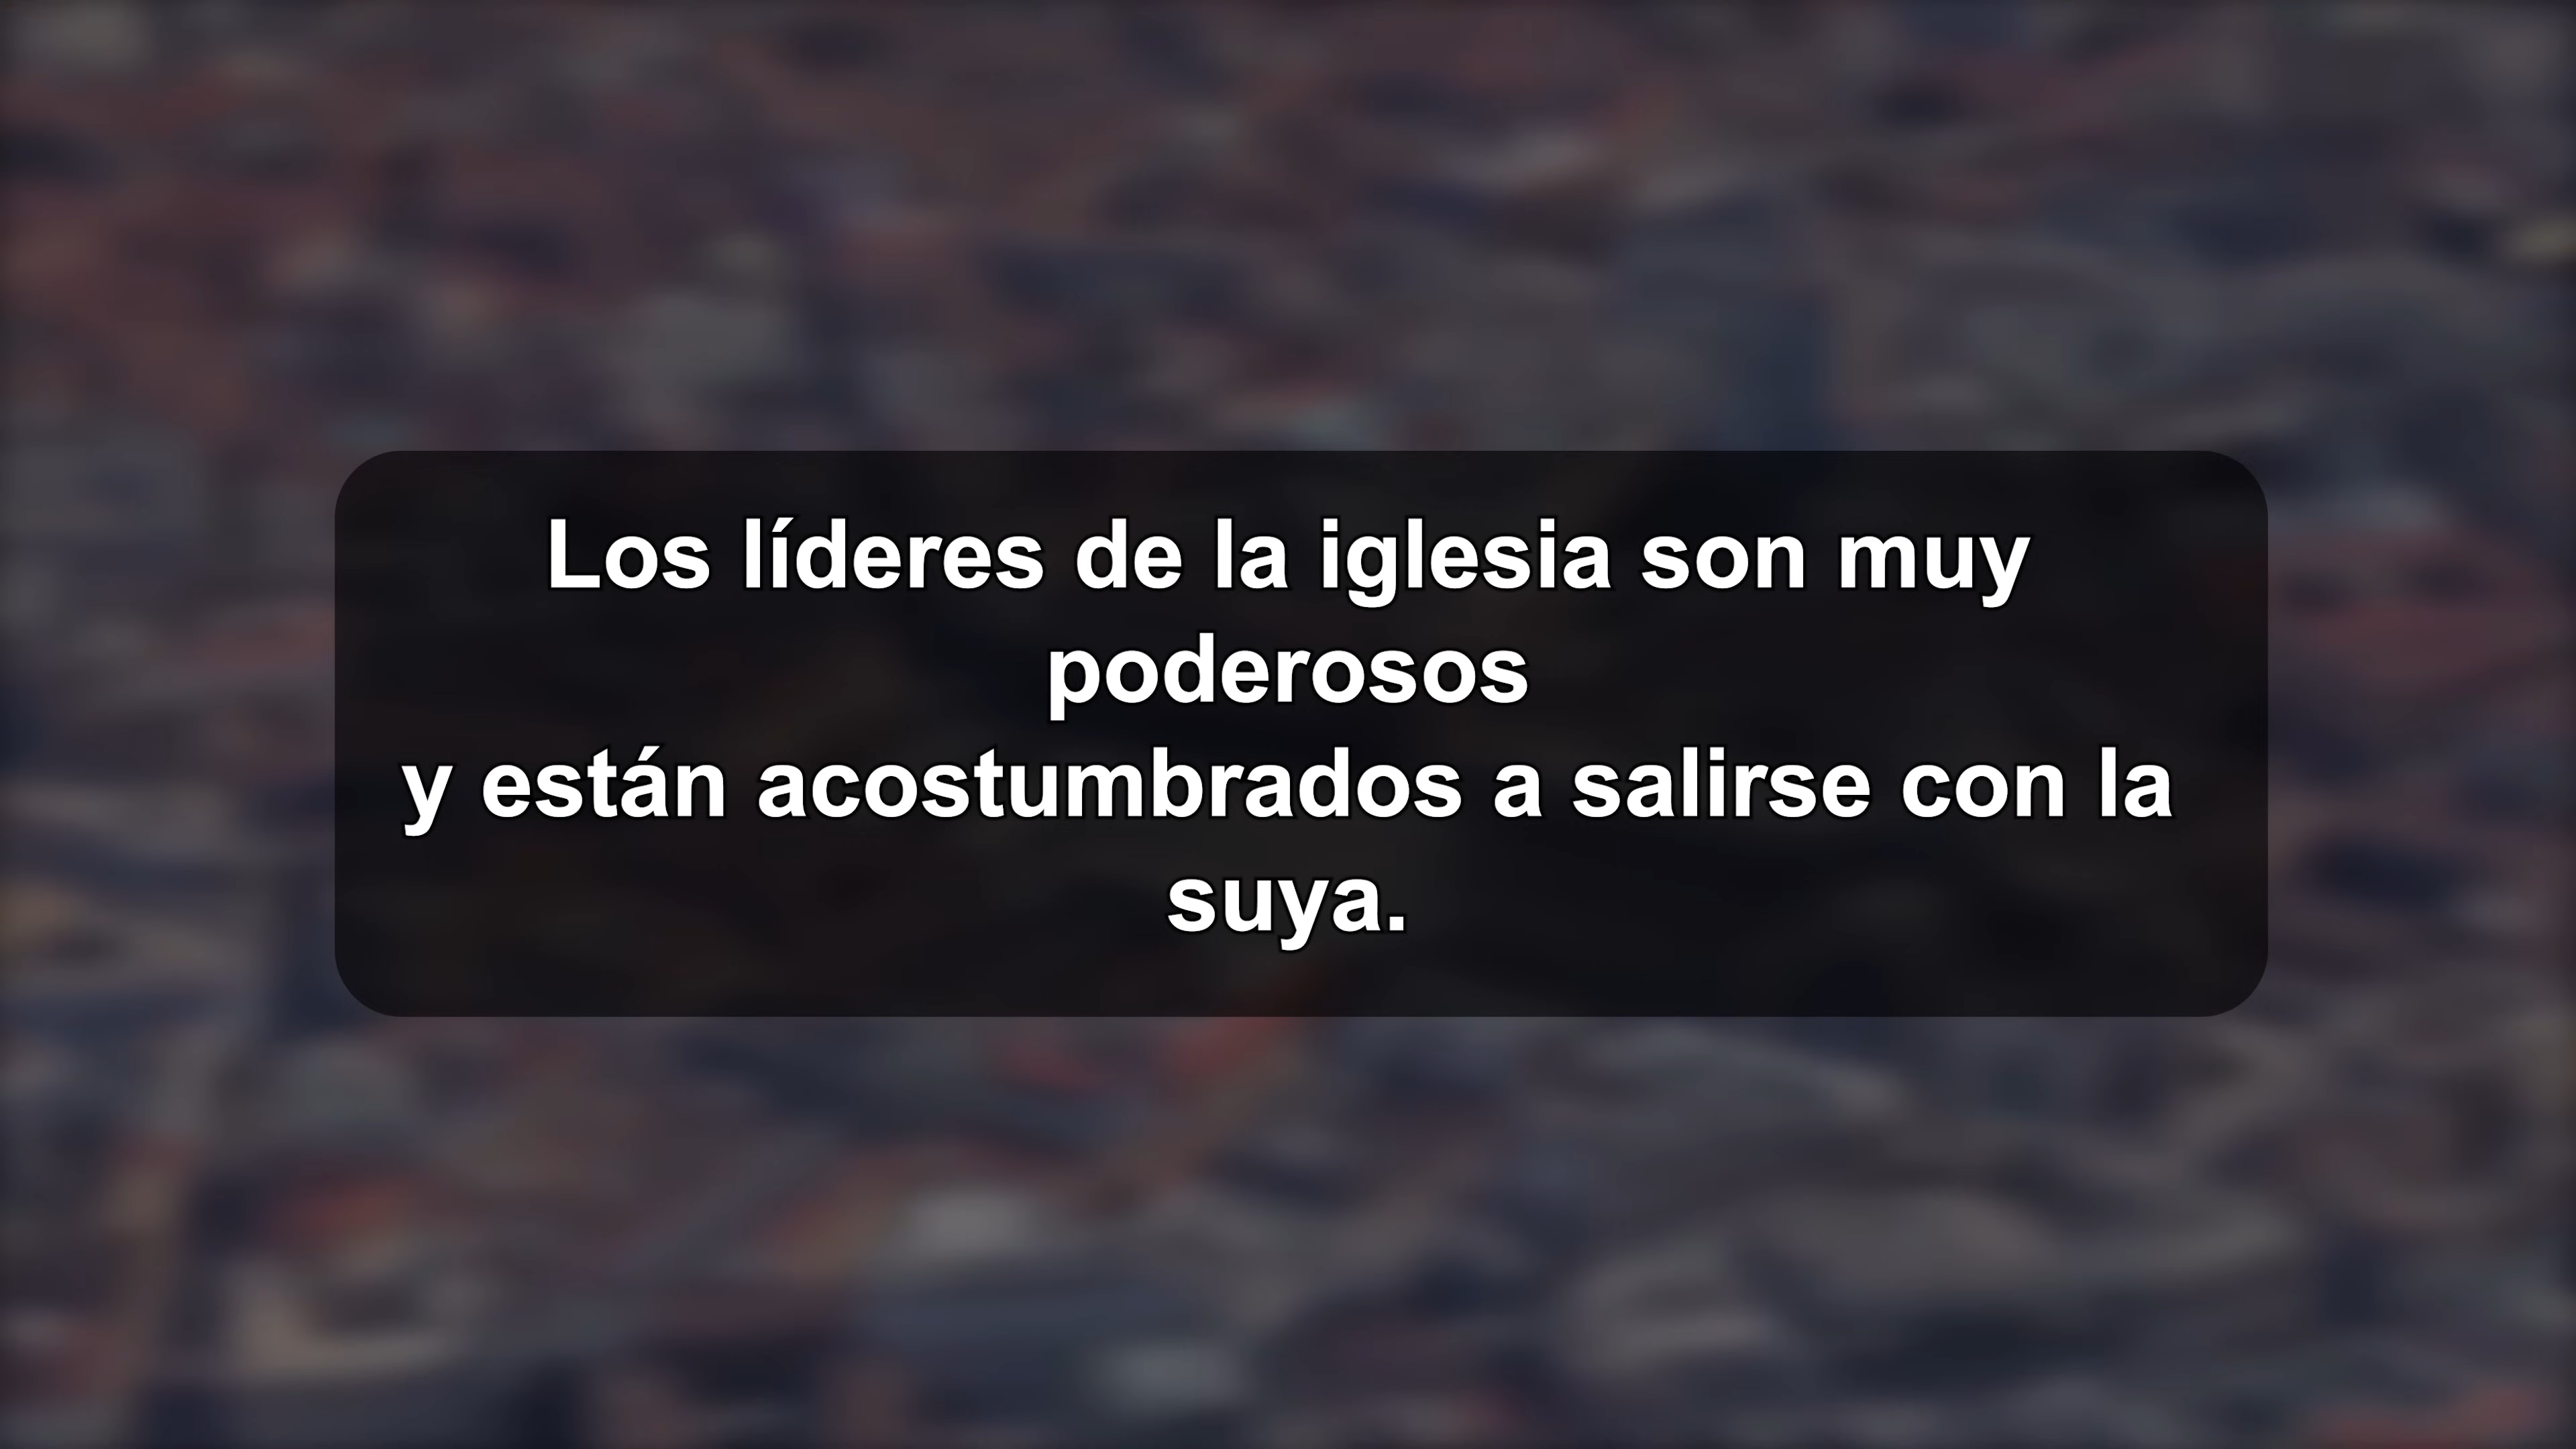 Los líderes de la iglesia son muy
poderosos
y están acostumbrados a salirse con la
suya.